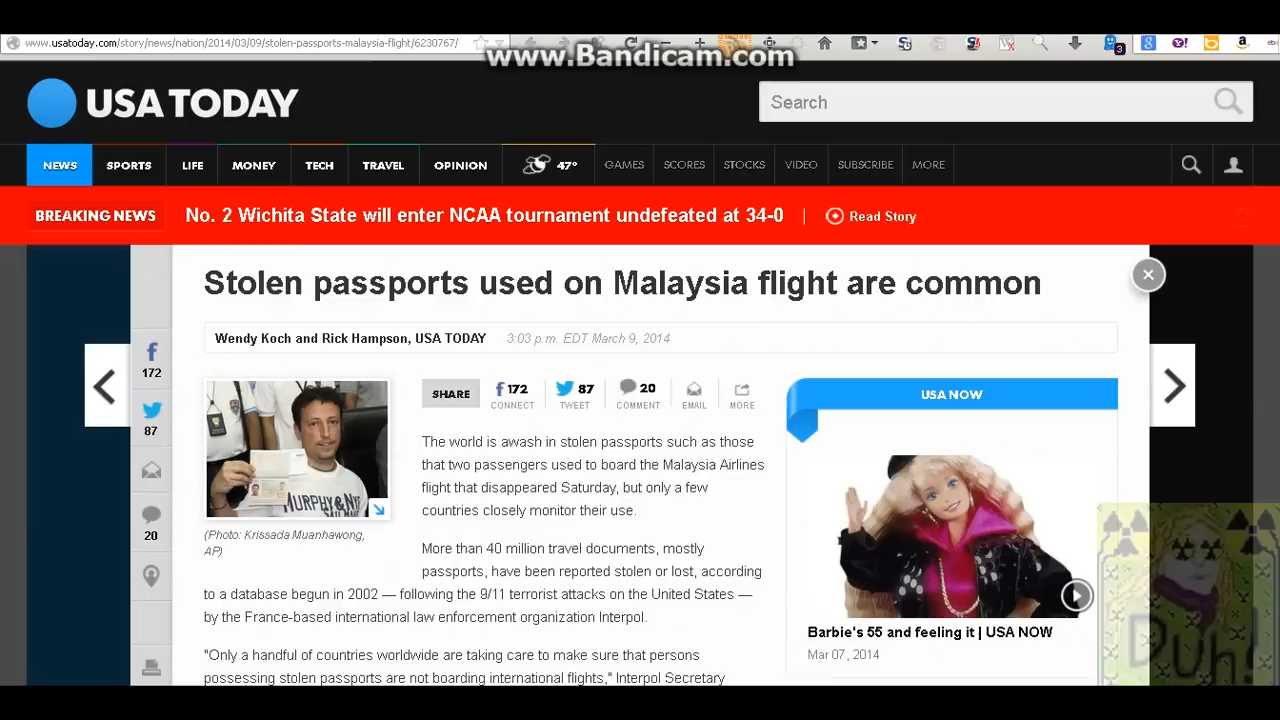 www.usatoday.com/story/news/nation/2014/03/09/stolen-passports-malaysia-flight/6230767/
3
www.Bandicam.com
USA TODAY
Search
NEWS
SPORTS
LIFE
MONEY
TECH
TRAVEL
OPINION
47°
GAMES
SCORES
STOCKS
VIDEO
SUBSCRIBE
MORE
BREAKING NEWS
No. 2 Wichita State will enter NCAA tournament undefeated at 34-0
Read Story
Stolen passports used on Malaysia flight are common
Wendy Koch and Rick Hampson, USA TODAY 3:03 p.m. EDT March 9, 2014
172
87
20
MURPHY & NYE
(Photo: Krissada Muanhawong,
AP)
SHARE
172
CONNECT
87
TWEET
20
COMMENT
EMAIL
MORE
The world is awash in stolen passports such as those
that two passengers used to board the Malaysia Airlines
flight that disappeared Saturday, but only a few
countries closely monitor their use.
More than 40 million travel documents, mostly
passports, have been reported stolen or lost, according
to a database begun in 2002 — following the 9/11 terrorist attacks on the United States —
by the France-based international law enforcement organization Interpol.
"Only a handful of countries worldwide are taking care to make sure that persons
possessing stolen passports are not boarding international flights," Interpol Secretary
USA NOW
Barbie's 55 and feeling it | USA NOW
Mar 07, 2014
Duh!